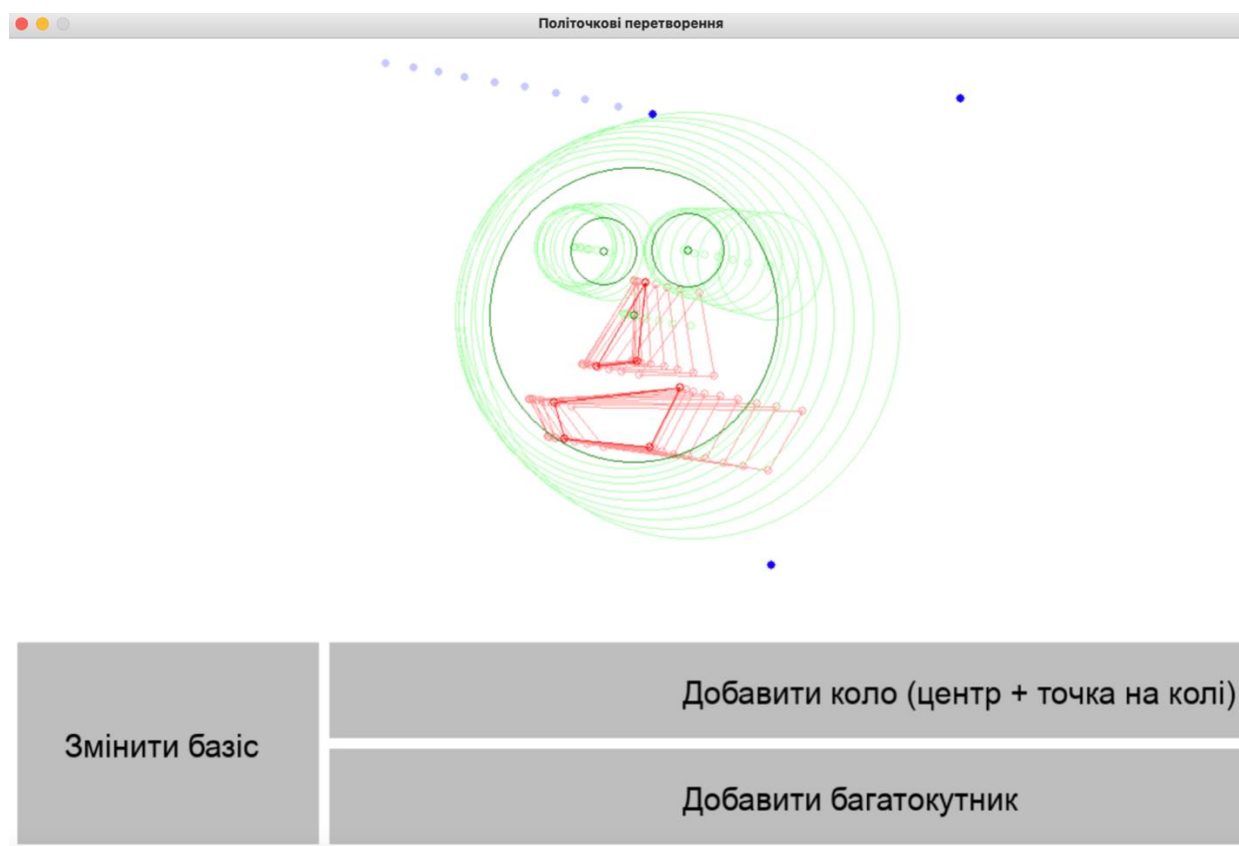 Політочкові перетворення
Змінити базіс
Добавити коло (центр + точка на колі)
Добавити багатокутник